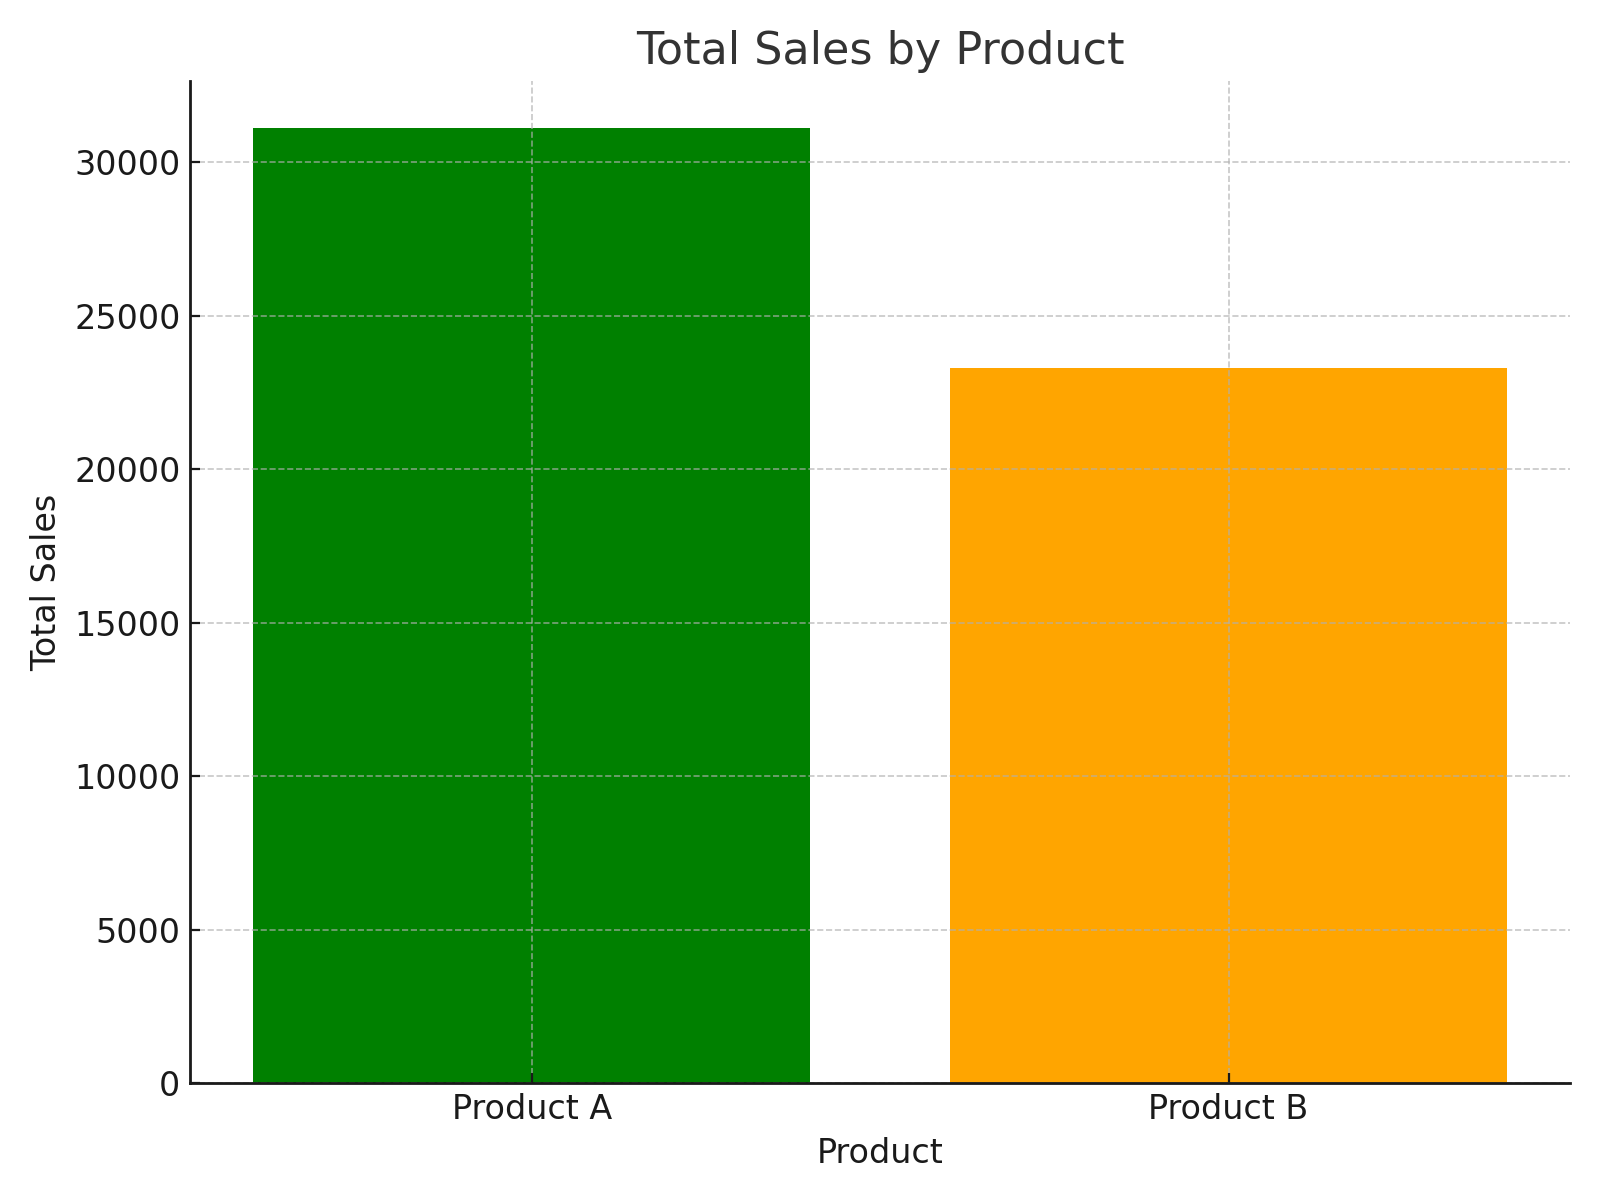 Total Sales by Product
Total Sales
30000
25000
20000
15000
10000
5000
0
Product A
Product B
Product